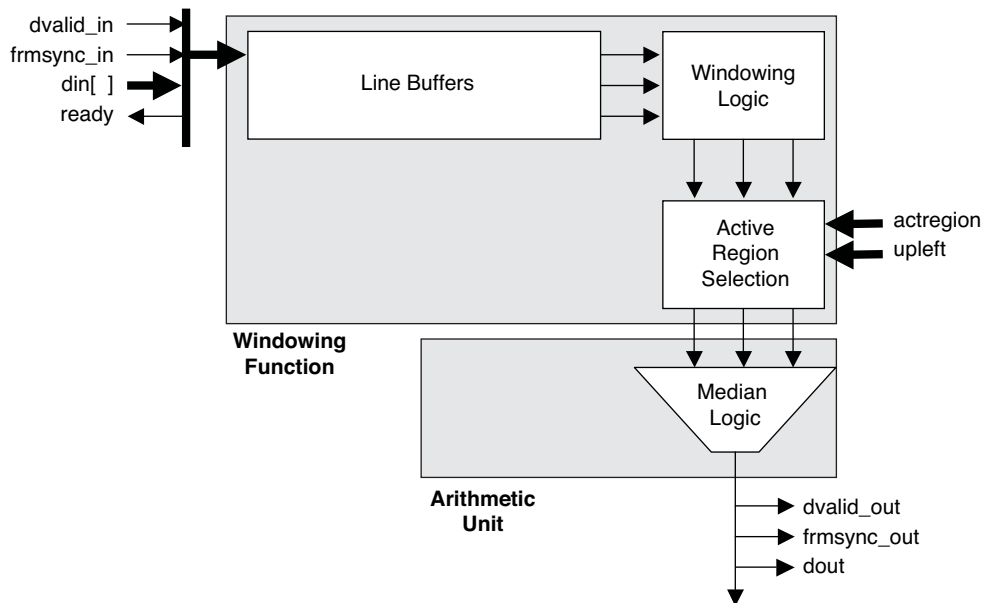 dvalid_in
frmsync_in
din[ ]
ready
Line Buffers
Windowing
Logic
actregion
upleft
Active
Region
Selection
Windowing
Function
Median
Logic
Arithmetic
Unit
dvalid_out
frmsync_out
dout